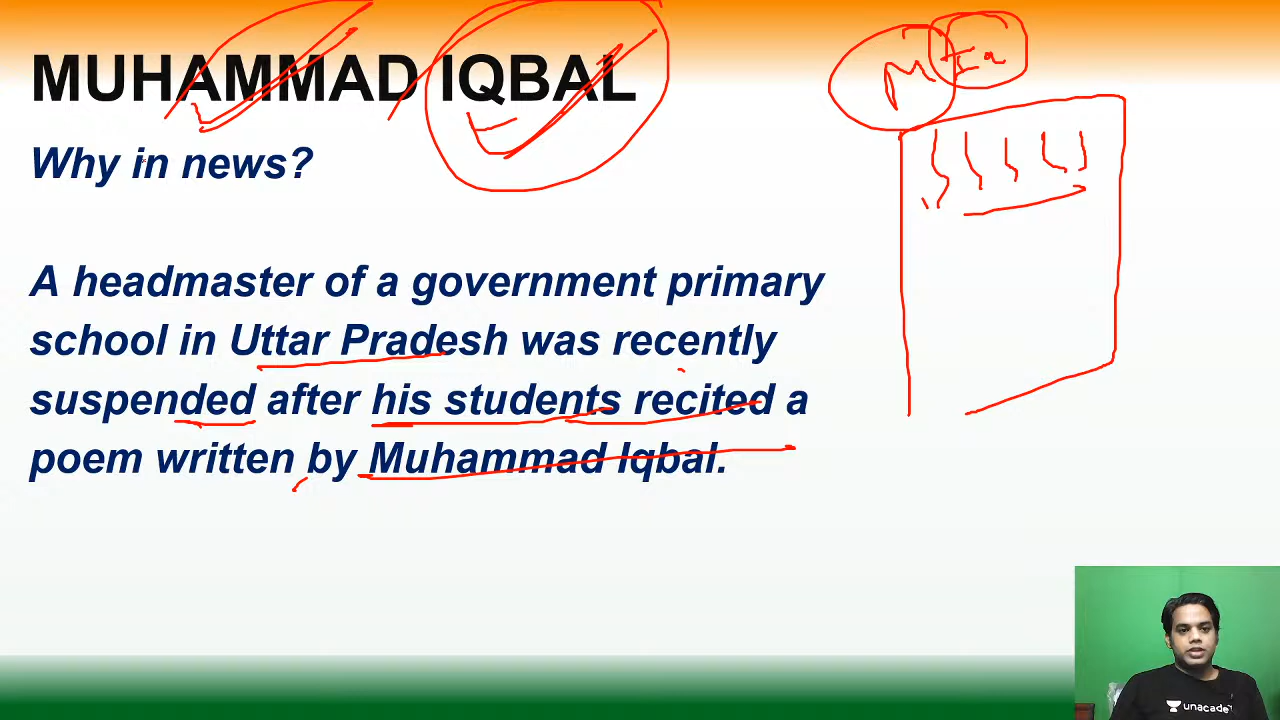 MUHAMMAD IQBAL
Why in news?
A headmaster of a government primary
school in Uttar Pradesh was recently
suspended after his students recited a
poem written by Muhammad Iqbal.
M
unacade